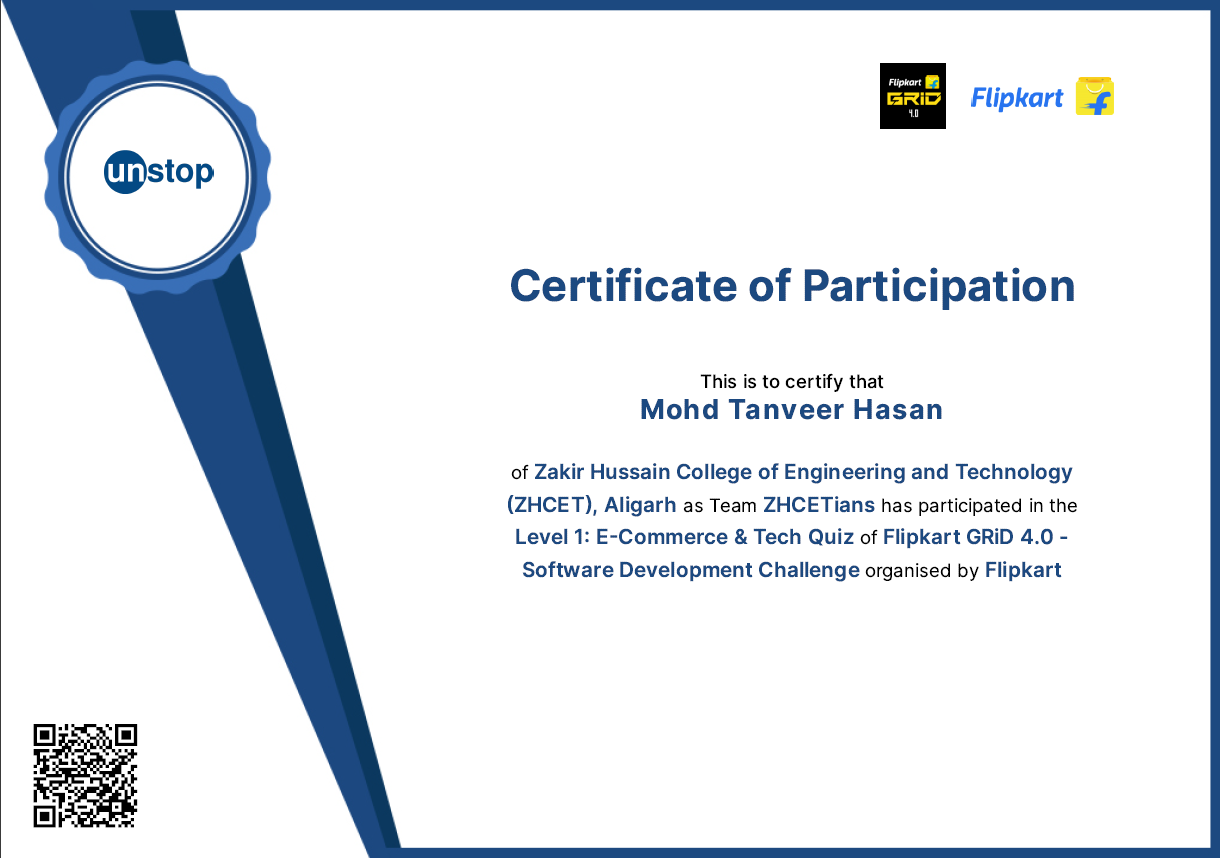 unstop
Flipkart
GRiD
4.0
Flipkart
Certificate of Participation
This is to certify that
Mohd Tanveer Hasan
of Zakir Hussain College of Engineering and Technology
(ZHCET), Aligarh as Team ZHCETians has participated in the
Level 1: E-Commerce & Tech Quiz of Flipkart GRiD 4.0 -
Software Development Challenge organised by Flipkart